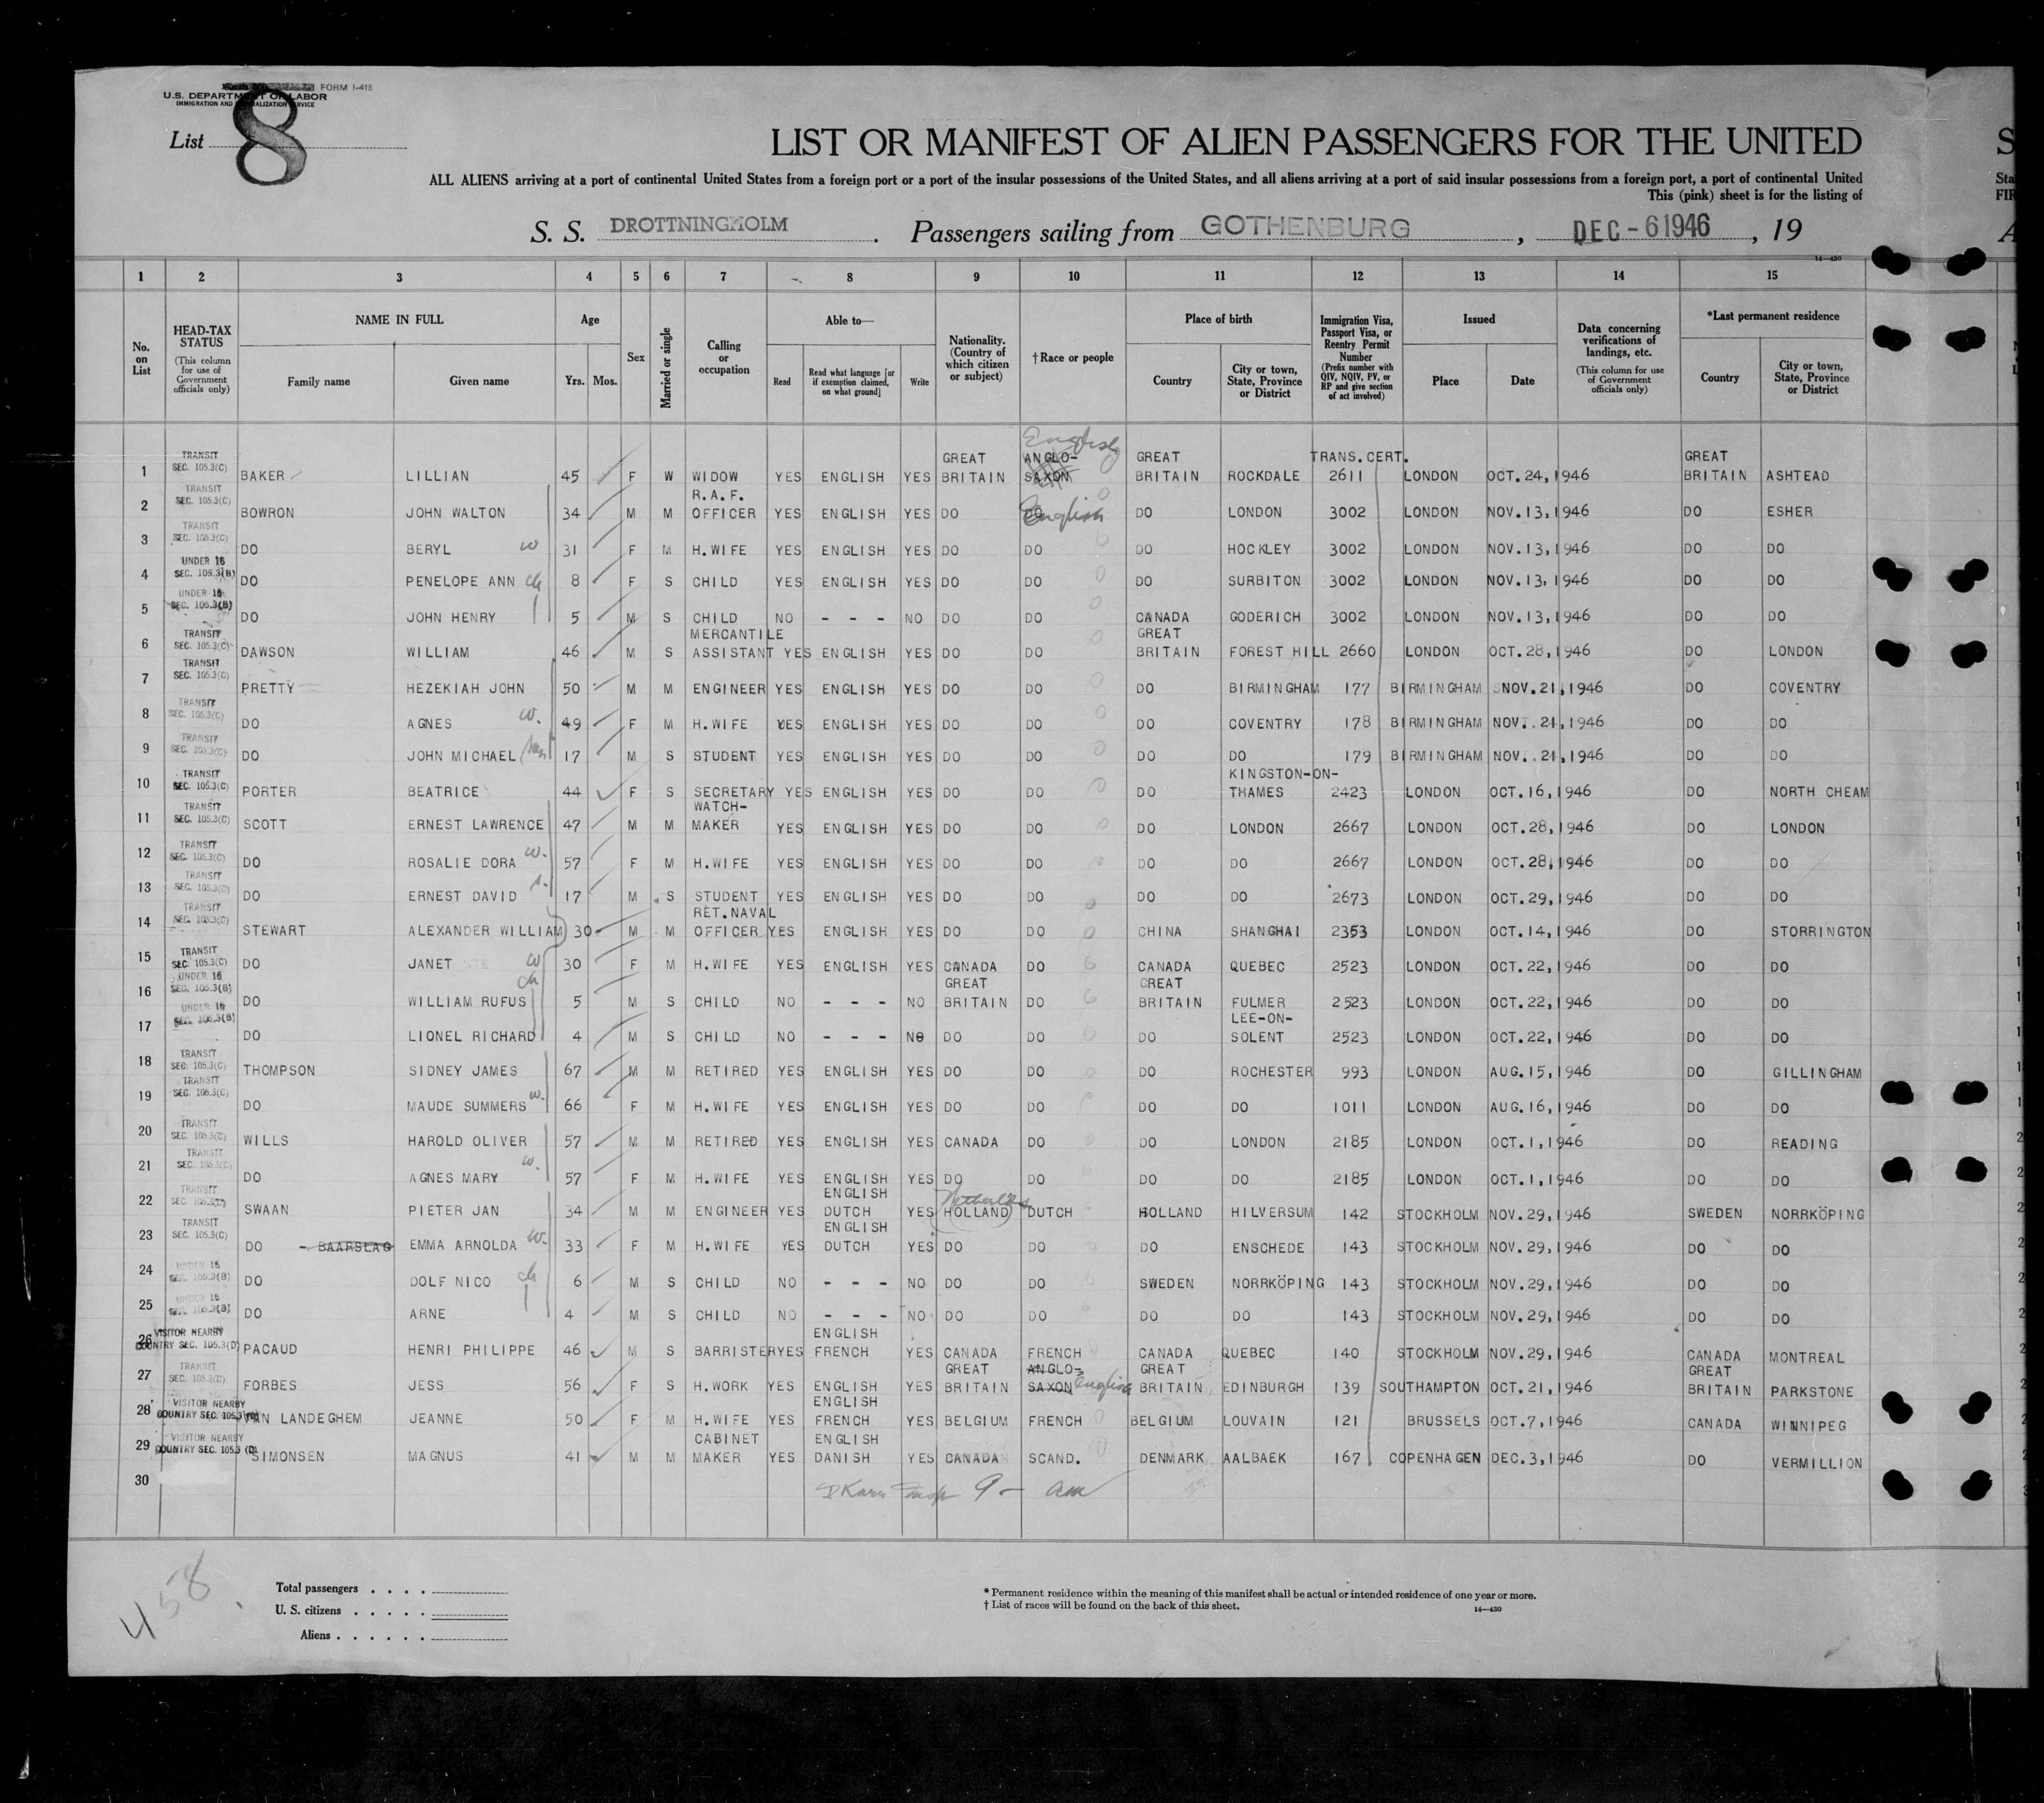 FORM I-415
U.S. DEPARTMENT OF LABOR
IMMIGRATION AND NATURALIZATION SERVICE
List 8
LIST OR MANIFEST OF ALIEN PASSENGERS FOR THE UNITED
ALL ALIENS arriving at a port of continental United States from a foreign port or a port of the insular possessions of the United States, and all aliens arriving at a port of said insular possessions from a foreign port, a port of continental United
This (pink) sheet is for the listing of
S. S. DROTTNINGHOLM. Passengers sailing from GOTHENBURG, DEC - 6 1946, 19
14—430
1 2 3 4 5 6 7 8 9 10 11 12 13 14 15
No. on List
HEAD-TAX STATUS (This column for use of Government officials only)
NAME IN FULL Family name Given name
Age Yrs. Mos.
Sex
Married or single
Calling or occupation
Able to— Read Read what language [or if exemption claimed, on what ground] Write
Nationality. (Country of which citizen or subject)
† Race or people
Place of birth Country City or town, State, Province or District
Immigration Visa, Passport Visa, or Reentry Permit Number (Prefix number with QIV, NQIV, PV, or RP and give section of act involved)
Issued Place Date
Data concerning verifications of landings, etc. (This column for use of Government officials only)
*Last permanent residence Country City or town, State, Province or District
1 TRANSIT SEC. 105.3(C) BAKER LILLIAN 45 F W WIDOW YES ENGLISH YES GREAT BRITAIN ANGLO-SAXON English GREAT BRITAIN ROCKDALE TRANS. CERT. 2611 LONDON OCT. 24, 1946 GREAT BRITAIN ASHTEAD
2 TRANSIT SEC. 105.3(C) BOWRON JOHN WALTON 34 M M R.A.F. OFFICER YES ENGLISH YES DO English DO LONDON 3002 LONDON NOV. 13, 1946 DO ESHER
3 TRANSIT SEC. 105.3(C) DO BERYL w 31 F M H.WIFE YES ENGLISH YES DO DO DO HOCKLEY 3002 LONDON NOV. 13, 1946 DO DO
4 UNDER 16 SEC. 105.3(B) DO PENELOPE ANN ch 8 F S CHILD YES ENGLISH YES DO DO DO SURBITON 3002 LONDON NOV. 13, 1946 DO DO
5 UNDER 16 SEC. 105.3(B) DO JOHN HENRY 5 M S CHILD NO - - - NO DO DO CANADA GODERICH 3002 LONDON NOV. 13, 1946 DO DO
6 TRANSIT SEC. 105.3(C) DAWSON WILLIAM 46 M S MERCANTILE ASSISTANT YES ENGLISH YES DO DO GREAT BRITAIN FOREST HILL 2660 LONDON OCT. 28, 1946 DO LONDON
7 TRANSIT SEC. 105.3(C) PRETTY HEZEKIAH JOHN 50 M M ENGINEER YES ENGLISH YES DO DO DO BIRMINGHAM 177 BIRMINGHAM NOV. 21, 1946 DO COVENTRY
8 TRANSIT SEC. 105.3(C) DO AGNES w. 49 F M H.WIFE YES ENGLISH YES DO DO DO COVENTRY 178 BIRMINGHAM NOV. 21, 1946 DO DO
9 TRANSIT SEC. 105.3(C) DO JOHN MICHAEL son 17 M S STUDENT YES ENGLISH YES DO DO DO DO 179 BIRMINGHAM NOV. 21, 1946 DO DO
10 TRANSIT SEC. 105.3(C) PORTER BEATRICE 44 F S SECRETARY YES ENGLISH YES DO DO DO KINGSTON-ON-THAMES 2423 LONDON OCT. 16, 1946 DO NORTH CHEAM
11 TRANSIT SEC. 105.3(C) SCOTT ERNEST LAWRENCE 47 M M WATCH-MAKER YES ENGLISH YES DO DO DO LONDON 2667 LONDON OCT. 28, 1946 DO LONDON
12 TRANSIT SEC. 105.3(C) DO ROSALIE DORA w. 57 F M H.WIFE YES ENGLISH YES DO DO DO DO 2667 LONDON OCT. 28, 1946 DO DO
13 TRANSIT SEC. 105.3(C) DO ERNEST DAVID s. 17 M S STUDENT YES ENGLISH YES DO DO DO DO 2673 LONDON OCT. 29, 1946 DO DO
14 TRANSIT SEC. 105.3(C) STEWART ALEXANDER WILLIAM 30 M M RET. NAVAL OFFICER YES ENGLISH YES DO DO CHINA SHANGHAI 2353 LONDON OCT. 14, 1946 DO STORRINGTON
15 TRANSIT SEC. 105.3(C) DO JANET w 30 F M H.WIFE YES ENGLISH YES CANADA DO CANADA QUEBEC 2523 LONDON OCT. 22, 1946 DO DO
16 UNDER 16 SEC. 105.3(B) DO WILLIAM RUFUS ch 5 M S CHILD NO - - - NO GREAT BRITAIN DO GREAT BRITAIN FULMER 2523 LONDON OCT. 22, 1946 DO DO
17 UNDER 16 SEC. 105.3(B) DO LIONEL RICHARD 4 M S CHILD NO - - - NO DO DO DO LEE-ON-SOLENT 2523 LONDON OCT. 22, 1946 DO DO
18 TRANSIT SEC. 105.3(C) THOMPSON SIDNEY JAMES 67 M M RETIRED YES ENGLISH YES DO DO DO ROCHESTER 993 LONDON AUG. 15, 1946 DO GILLINGHAM
19 TRANSIT SEC. 105.3(C) DO MAUDE SUMMERS w. 66 F M H.WIFE YES ENGLISH YES DO DO DO DO 1011 LONDON AUG. 16, 1946 DO DO
20 TRANSIT SEC. 105.3(C) WILLS HAROLD OLIVER 57 M M RETIRED YES ENGLISH YES CANADA DO DO LONDON 2185 LONDON OCT. 1, 1946 DO READING
21 TRANSIT SEC. 105.3(C) DO AGNES MARY w. 57 F M H.WIFE YES ENGLISH YES DO DO DO DO 2185 LONDON OCT. 1, 1946 DO DO
22 TRANSIT SEC. 105.3(C) SWAAN PIETER JAN 34 M M ENGINEER YES ENGLISH DUTCH YES (HOLLAND) Netherlds DUTCH HOLLAND HILVERSUM 142 STOCKHOLM NOV. 29, 1946 SWEDEN NORRKÖPING
23 TRANSIT SEC. 105.3(C) DO - BAARSLAG EMMA ARNOLDA w. 33 F M H.WIFE YES ENGLISH DUTCH YES DO DO DO ENSCHEDE 143 STOCKHOLM NOV. 29, 1946 DO DO
24 UNDER 16 SEC. 105.3(B) DO DOLF NICO ch 6 M S CHILD NO - - - NO DO DO SWEDEN NORRKÖPING 143 STOCKHOLM NOV. 29, 1946 DO DO
25 UNDER 16 SEC. 105.3(B) DO ARNE 4 M S CHILD NO - - - NO DO DO DO DO 143 STOCKHOLM NOV. 29, 1946 DO DO
26 VISITOR NEARBY COUNTRY SEC. 105.3(D) PACAUD HENRI PHILIPPE 46 M S BARRISTER YES ENGLISH FRENCH YES CANADA FRENCH CANADA QUEBEC 140 STOCKHOLM NOV. 29, 1946 CANADA MONTREAL
27 TRANSIT SEC. 105.3(C) FORBES JESS 56 F S H.WORK YES ENGLISH YES GREAT BRITAIN ANGLO-SAXON English GREAT BRITAIN EDINBURGH 139 SOUTHAMPTON OCT. 21, 1946 GREAT BRITAIN PARKSTONE
28 VISITOR NEARBY COUNTRY SEC. 105.3(D) VAN LANDEGHEM JEANNE 50 F M H.WIFE YES ENGLISH FRENCH YES BELGIUM FRENCH BELGIUM LOUVAIN 121 BRUSSELS OCT. 7, 1946 CANADA WINNIPEG
29 VISITOR NEARBY COUNTRY SEC. 105.3(D) SIMONSEN MAGNUS 41 M M CABINET MAKER YES ENGLISH DANISH YES CANADA SCAND. DENMARK AALBAEK 167 COPENHAGEN DEC. 3, 1946 DO VERMILLION
30
9 - am
458
Total passengers . . . .
U. S. citizens . . . . .
Aliens . . . . . .
* Permanent residence within the meaning of this manifest shall be actual or intended residence of one year or more.
† List of races will be found on the back of this sheet.
14—430